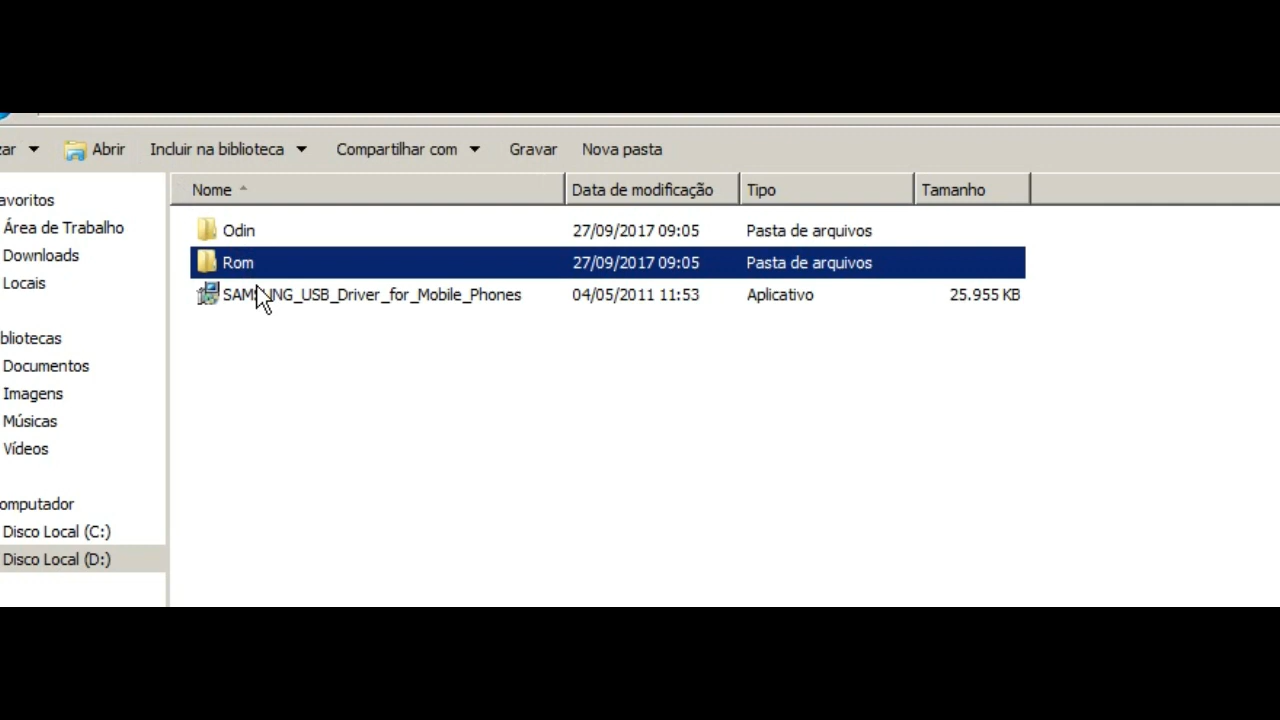 zar Abrir Incluir na biblioteca Compartilhar com Gravar Nova pasta
avoritos
Área de Trabalho
Downloads
Locais
bliotecas
Documentos
Imagens
Músicas
Vídeos
omputador
Disco Local (C:)
Disco Local (D:)
Nome Data de modificação Tipo Tamanho
Odin 27/09/2017 09:05 Pasta de arquivos
Rom 27/09/2017 09:05 Pasta de arquivos
SAMSUNG_USB_Driver_for_Mobile_Phones 04/05/2011 11:53 Aplicativo 25.955 KB